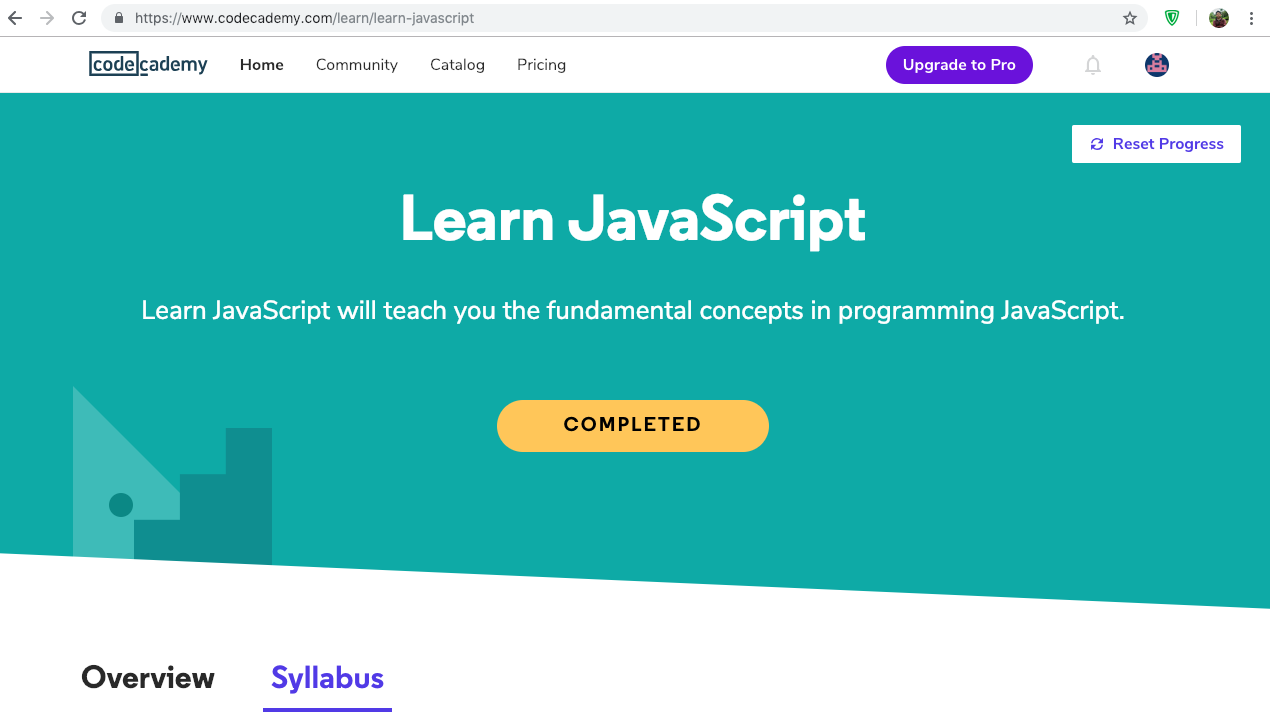 https://www.codecademy.com/learn/learn-javascript
codecademy Home Community Catalog Pricing Upgrade to Pro
Reset Progress
Learn JavaScript
Learn JavaScript will teach you the fundamental concepts in programming JavaScript.
COMPLETED
Overview Syllabus